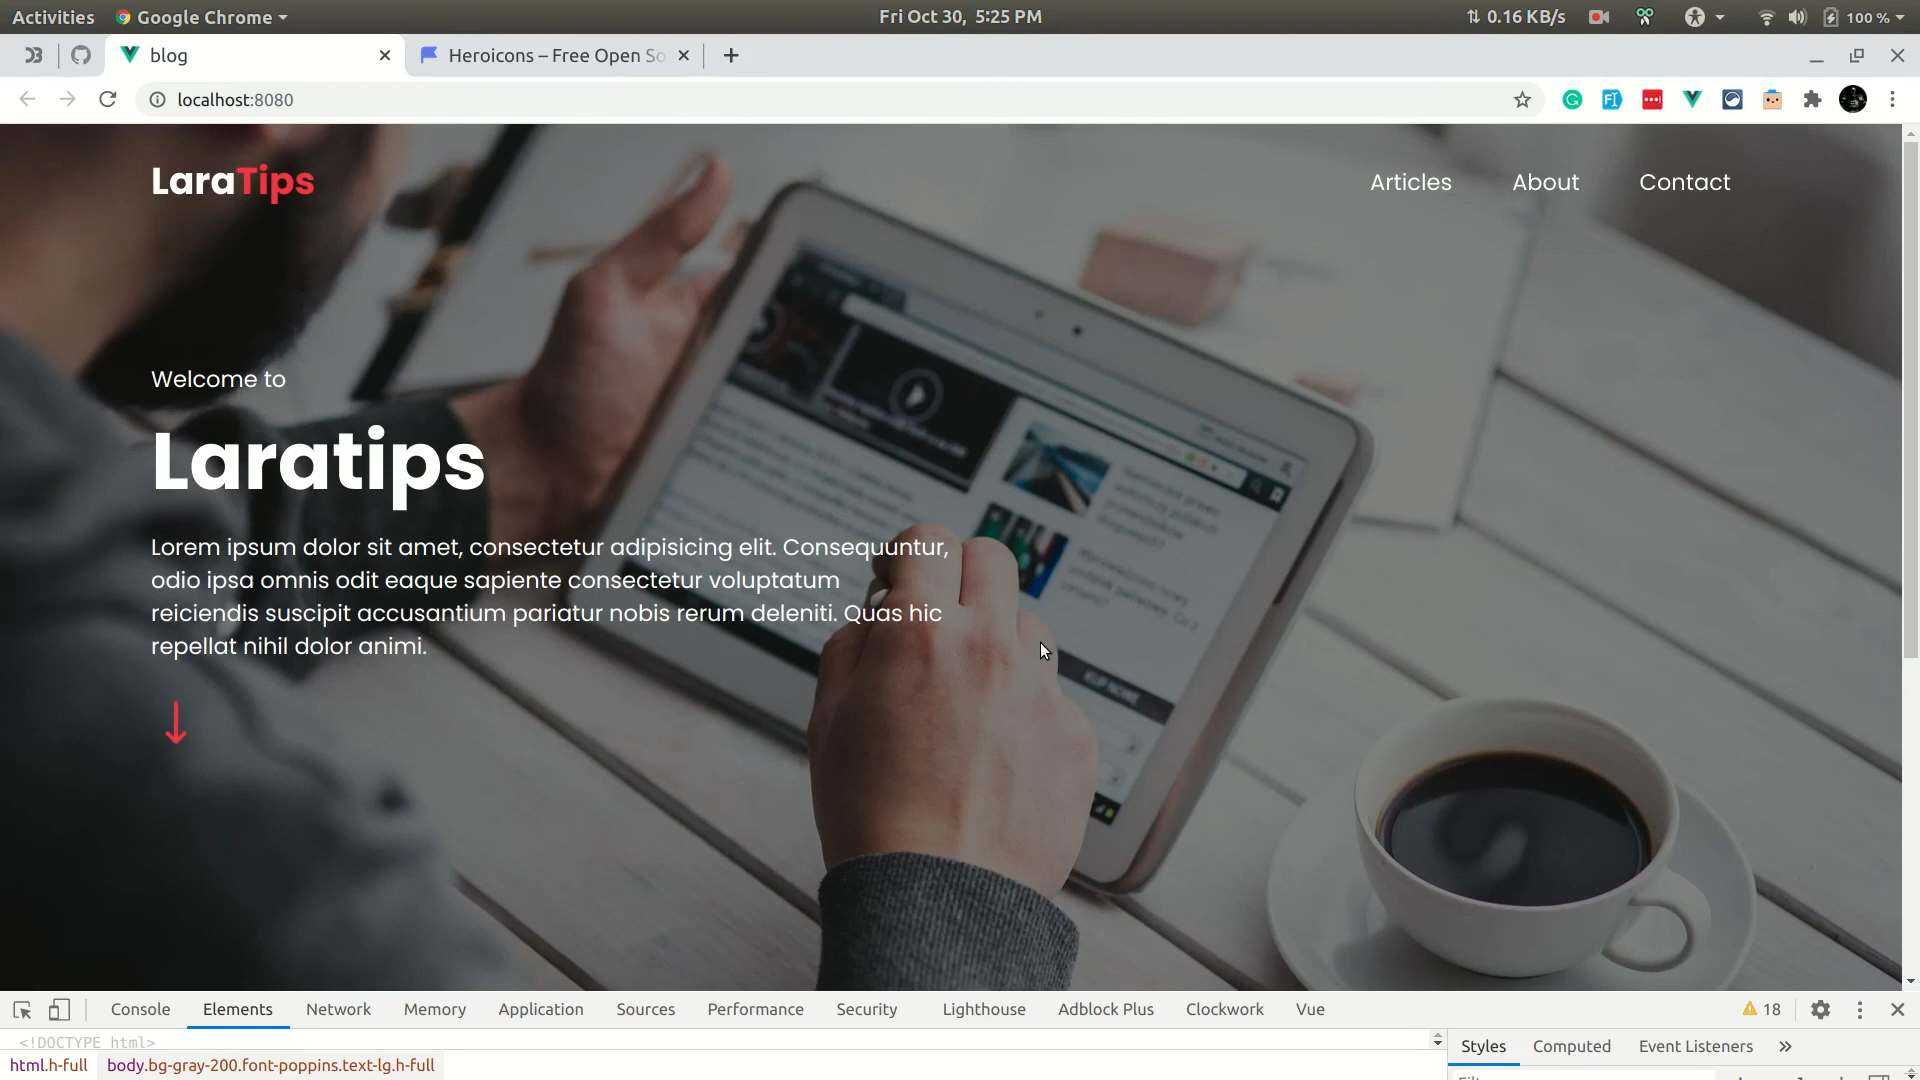 Activities Google Chrome Fri Oct 30, 5:25 PM 0.16 KB/s 100 %
blog Heroicons – Free Open So
localhost:8080
LaraTips Articles About Contact
Welcome to
Laratips
Lorem ipsum dolor sit amet, consectetur adipisicing elit. Consequuntur,
odio ipsa omnis odit eaque sapiente consectetur voluptatum
reiciendis suscipit accusantium pariatur nobis rerum deleniti. Quas hic
repellat nihil dolor animi.
Console Elements Network Memory Application Sources Performance Security Lighthouse Adblock Plus Clockwork Vue 18
<!DOCTYPE html>
Styles Computed Event Listeners
html.h-full body.bg-gray-200.font-poppins.text-lg.h-full